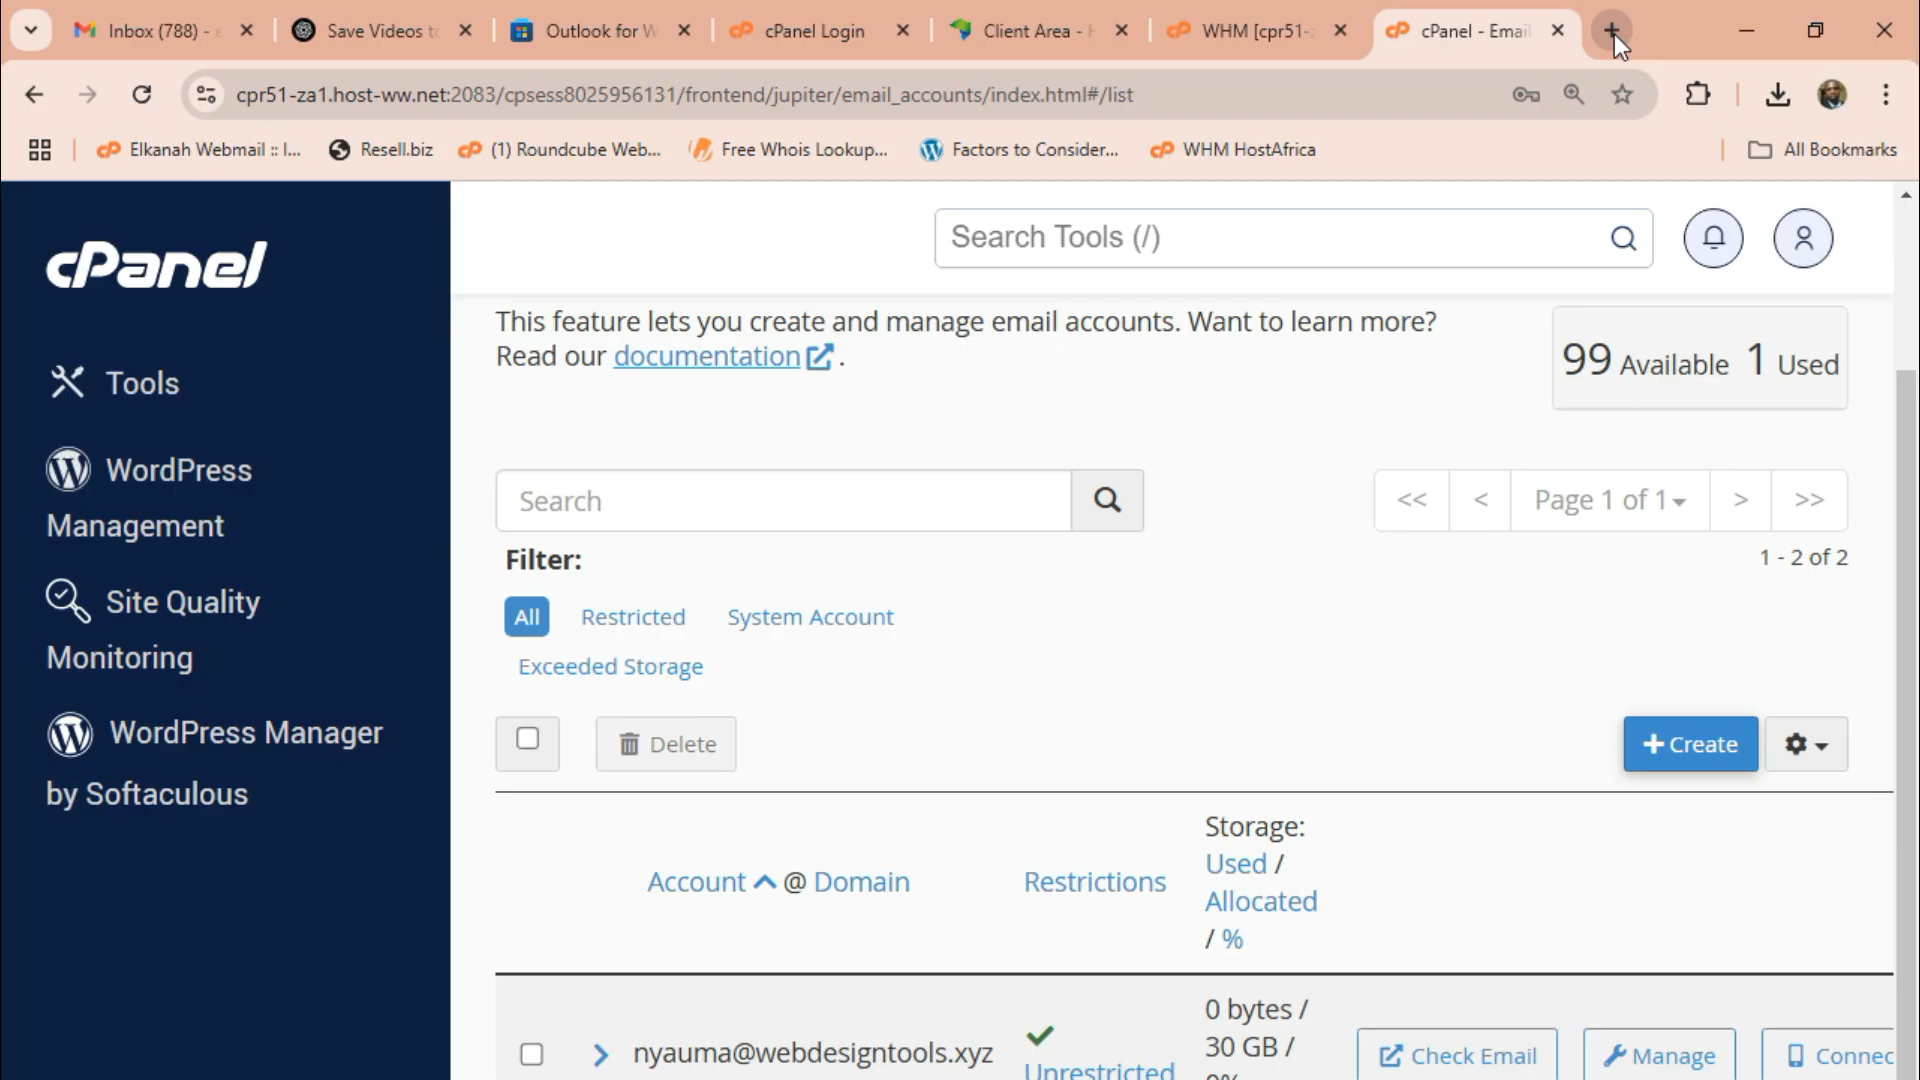 Inbox (788) - e
Save Videos to
Outlook for W
cPanel Login
Client Area - H
WHM [cpr51-z
cPanel - Email
cpr51-za1.host-ww.net:2083/cpsess8025956131/frontend/jupiter/email_accounts/index.html#/list
Elkanah Webmail :: I...
Resell.biz
(1) Roundcube Web...
Free Whois Lookup...
Factors to Consider...
WHM HostAfrica
All Bookmarks
cPanel
Search Tools (/)
Tools
WordPress
Management
Site Quality
Monitoring
WordPress Manager
by Softaculous
This feature lets you create and manage email accounts. Want to learn more?
Read our documentation .
99 Available 1 Used
Search
<< < Page 1 of 1 > >>
1 - 2 of 2
Filter:
All Restricted System Account
Exceeded Storage
Delete
+ Create
Account @ Domain
Restrictions
Storage:
Used /
Allocated
/ %
nyauma@webdesigntools.xyz
Unrestricted
0 bytes /
30 GB /
Check Email
Manage
Connec